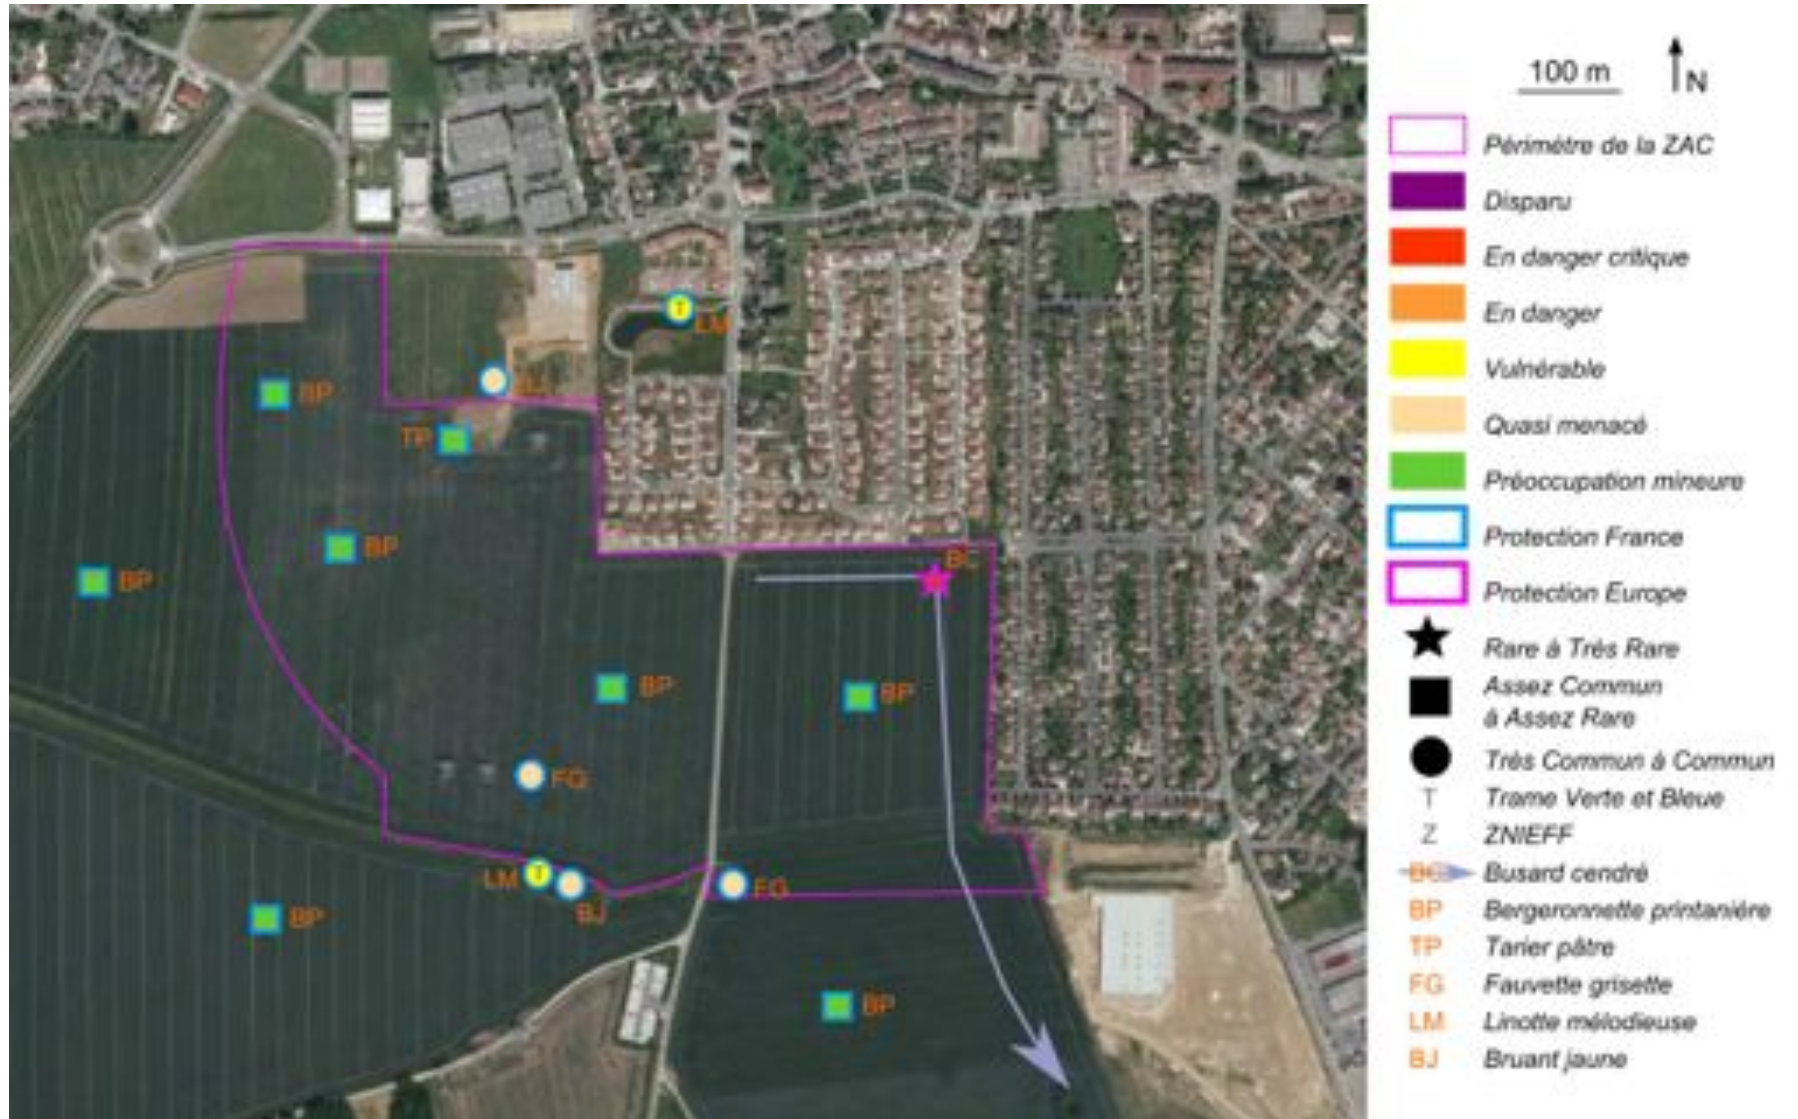 100 m
N
Périmètre de la ZAC
Disparu
En danger critique
En danger
Vulnérable
Quasi menacé
Préoccupation mineure
Protection France
Protection Europe
Rare à Très Rare
Assez Commun
à Assez Rare
Très Commun à Commun
T Trame Verte et Bleue
Z ZNIEFF
BC Busard cendré
BP Bergeronnette printanière
TP Tarier pâtre
FG Fauvette grisette
LM Linotte mélodieuse
BJ Bruant jaune
T LM
BP
BJ
TP
BP
BC
BP
BP
BP
FG
LM T
BJ
FG
BP
BP